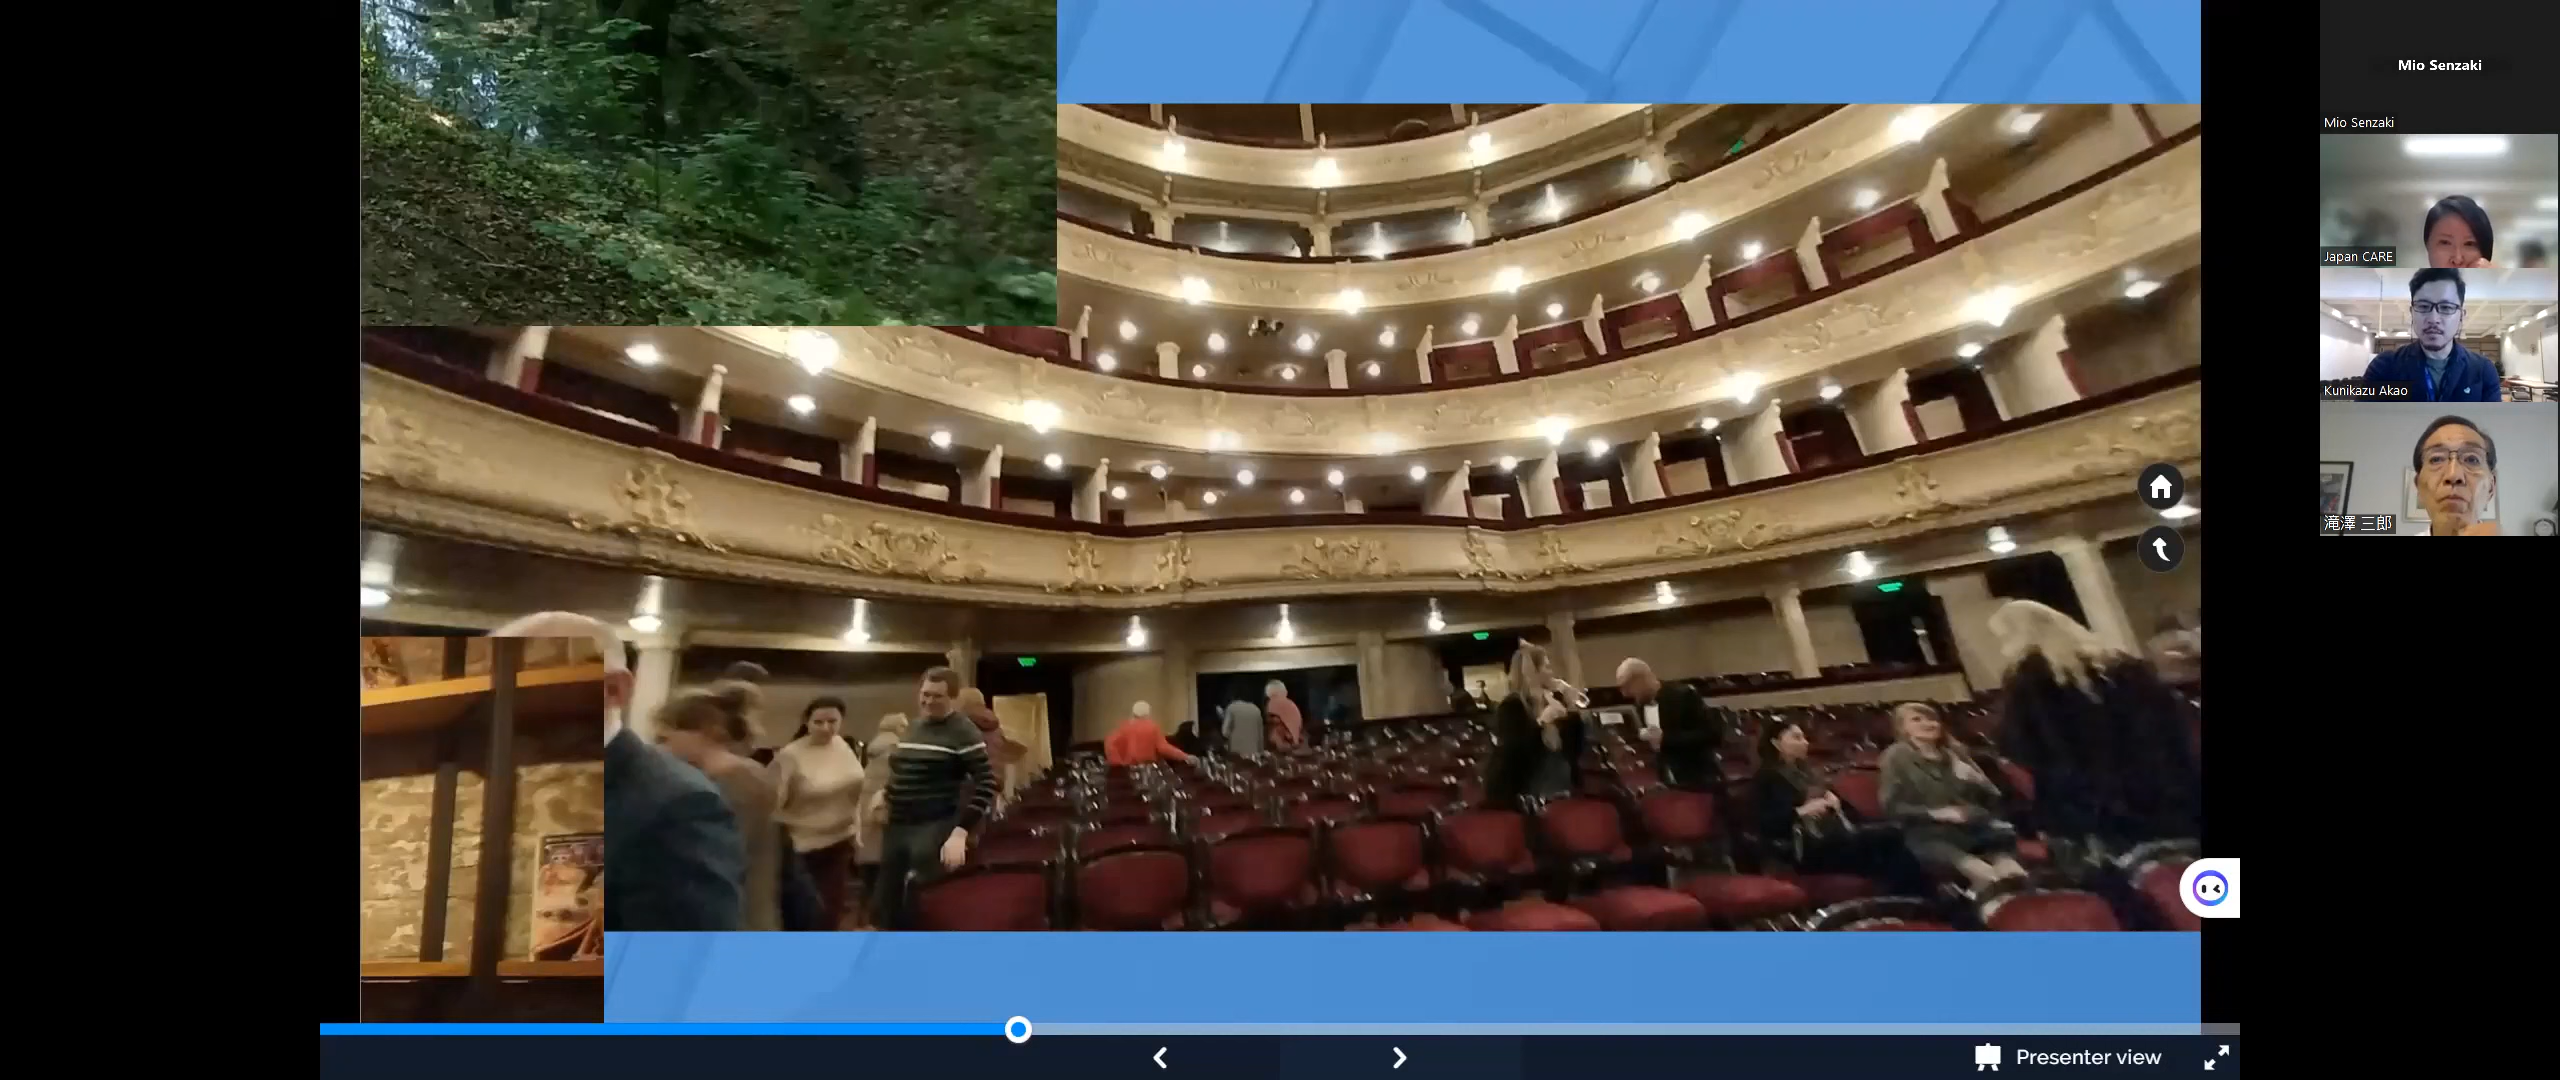 Mio Senzaki
Mio Senzaki
Japan CARE
Kunikazu Akao
滝澤 三郎
Presenter view